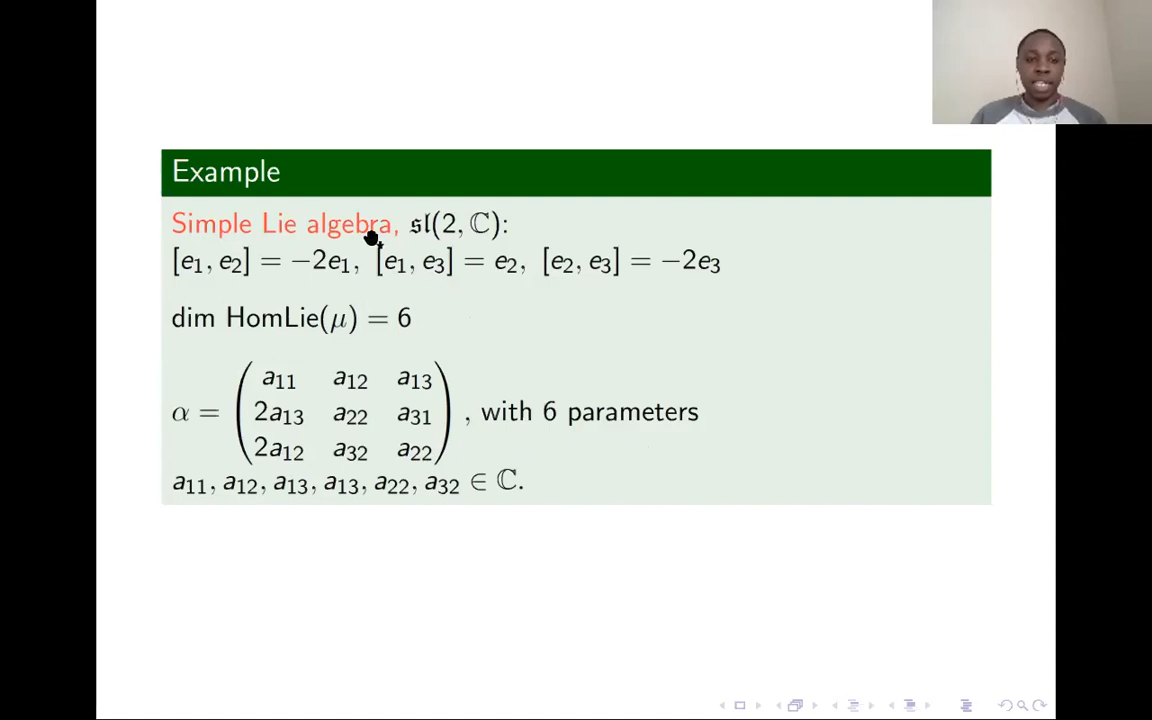 Example
Simple Lie algebra, 𝔰𝔩(2, ℂ):
[e₁, e₂] = −2e₁, [e₁, e₃] = e₂, [e₂, e₃] = −2e₃
dim HomLie(μ) = 6
a₁₁ a₁₂ a₁₃
α = ( 2a₁₃ a₂₂ a₃₁ ) , with 6 parameters
2a₁₂ a₃₂ a₂₂
a₁₁, a₁₂, a₁₃, a₁₃, a₂₂, a₃₂ ∈ ℂ.